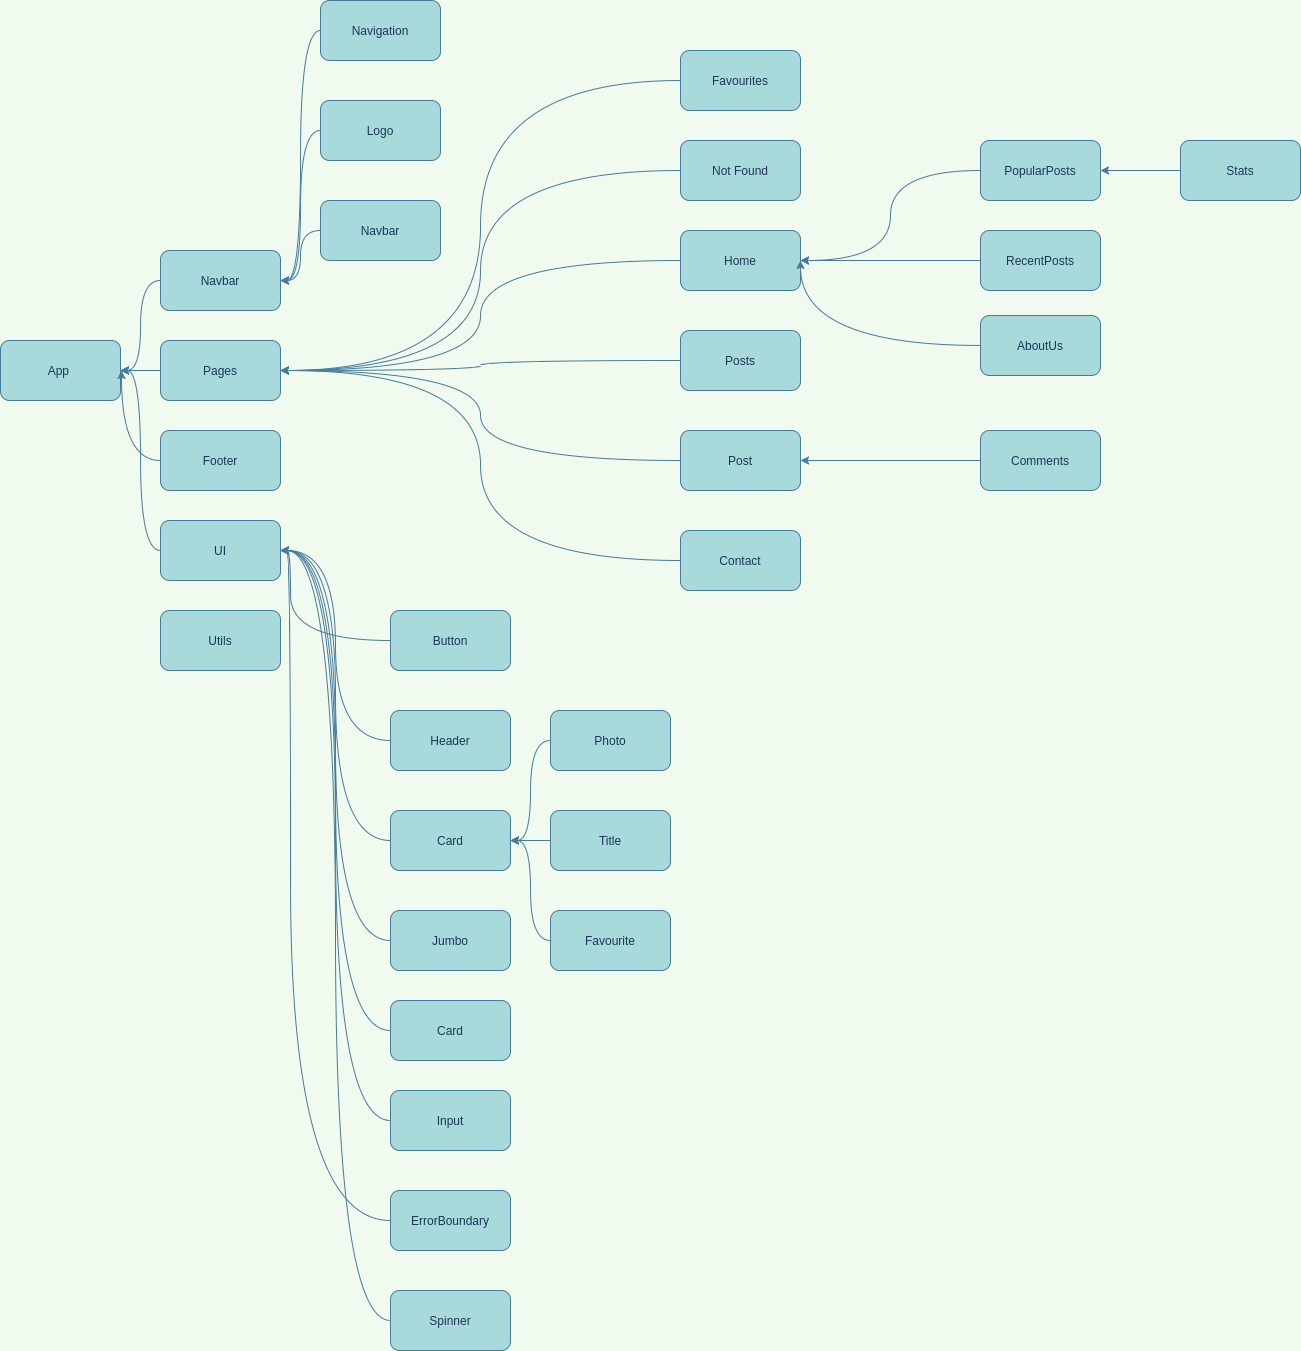 Navigation
Logo
Navbar
Navbar
App
Pages
Footer
UI
Utils
Favourites
Not Found
Home
Posts
Post
Contact
PopularPosts
Stats
RecentPosts
AboutUs
Comments
Button
Header
Card
Jumbo
Card
Input
ErrorBoundary
Spinner
Photo
Title
Favourite